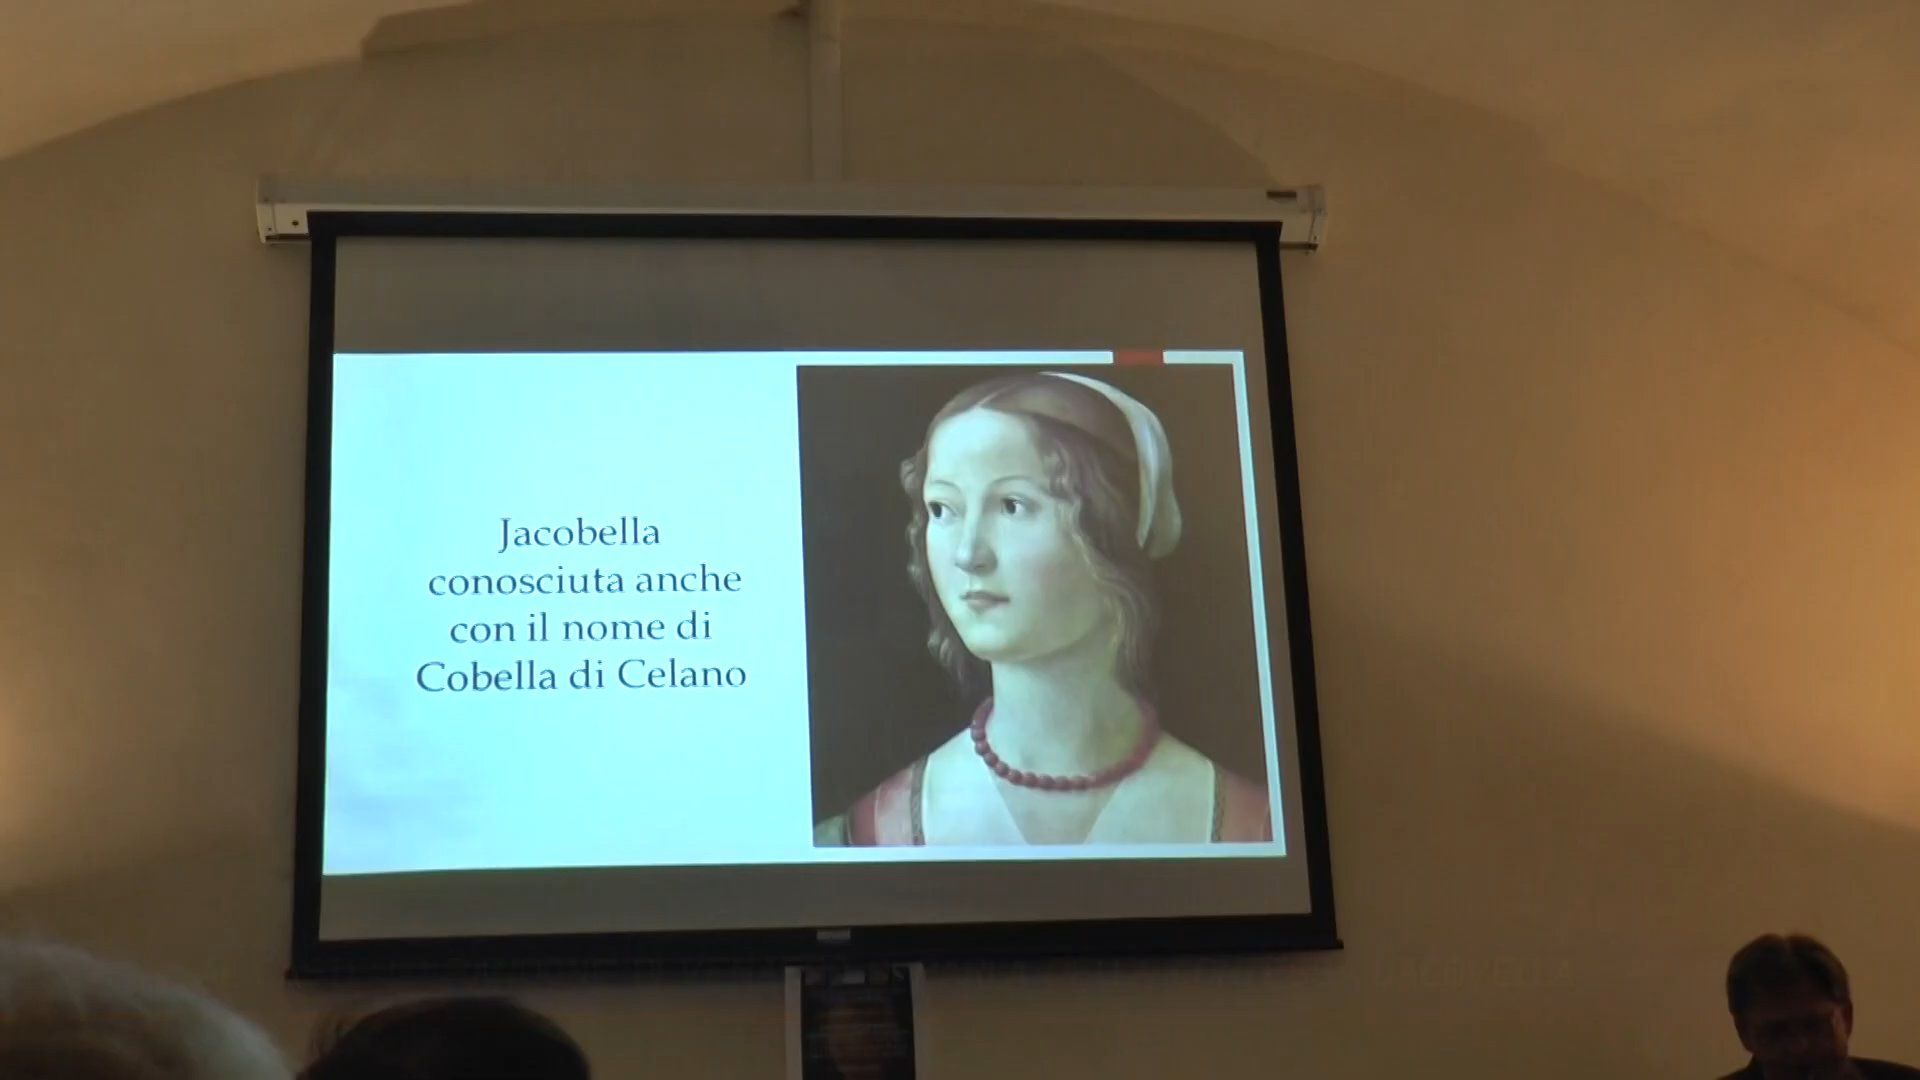 Jacobella
conosciuta anche
con il nome di
Cobella di Celano